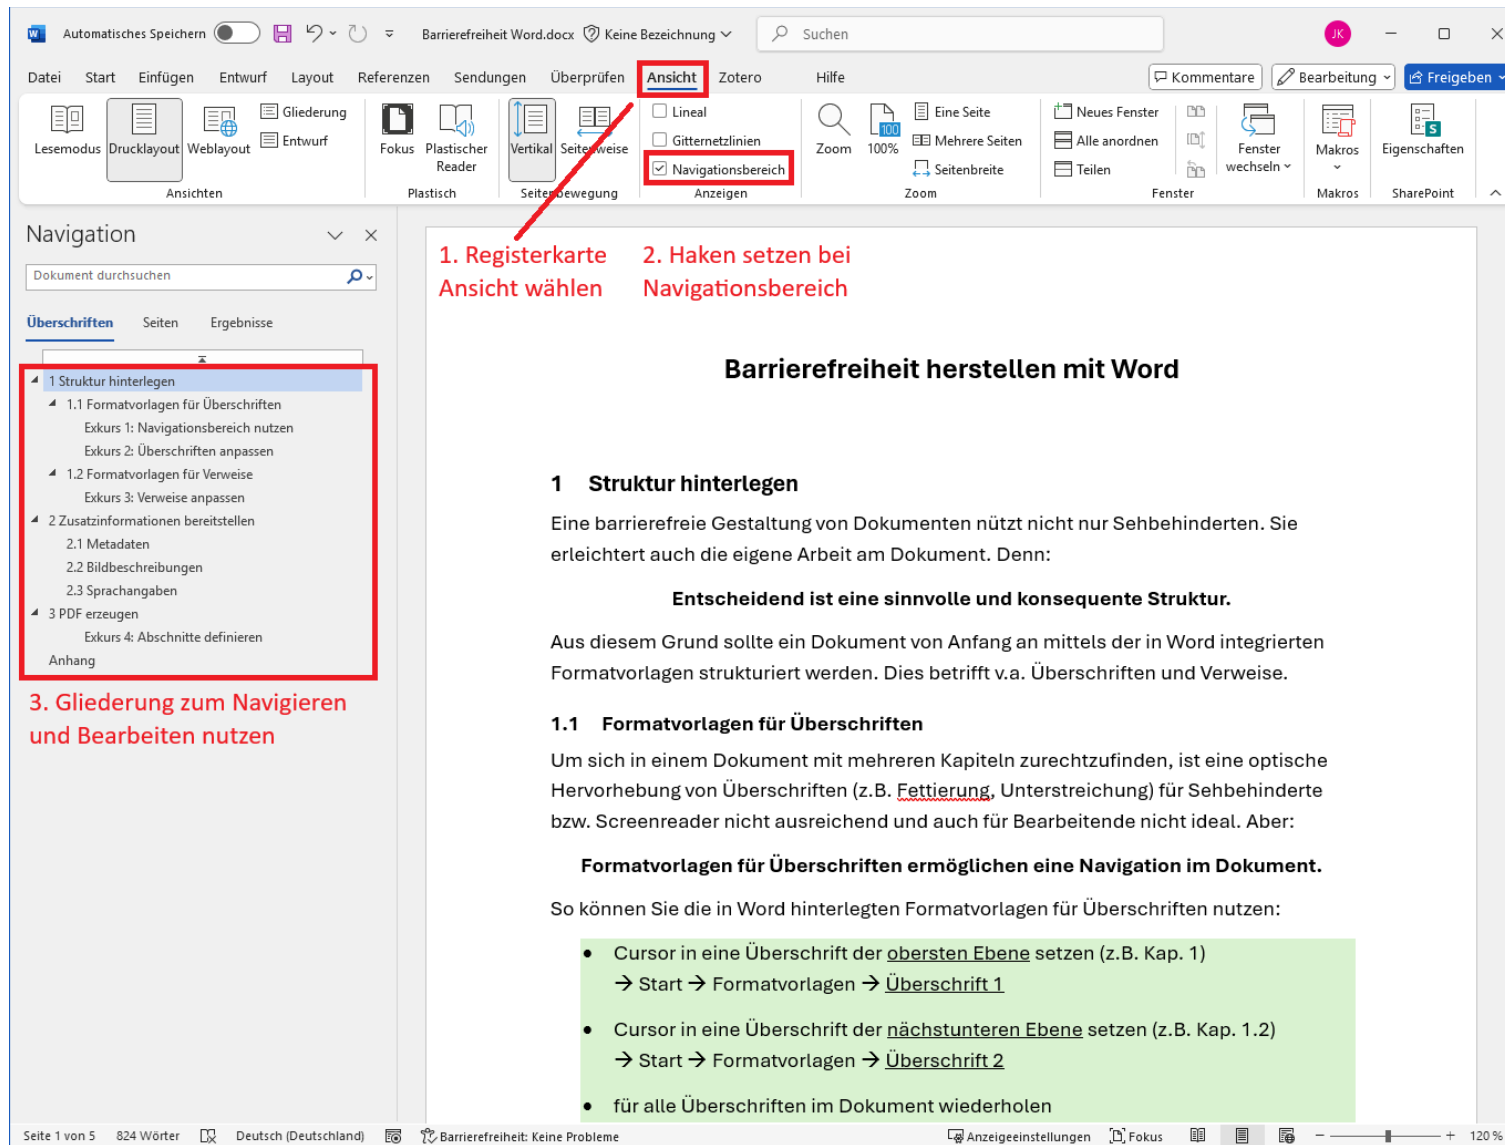 Automatisches Speichern
Barrierefreiheit Word.docx Keine Bezeichnung
Suchen
JK
Datei Start Einfügen Entwurf Layout Referenzen Sendungen Überprüfen Ansicht Zotero Hilfe
Kommentare Bearbeitung Freigeben
Lesemodus Drucklayout Weblayout
Gliederung
Entwurf
Ansichten
Fokus Plastischer Reader
Plastisch
Vertikal Seitenweise
Seitenbewegung
Lineal
Gitternetzlinien
Navigationsbereich
Anzeigen
Zoom 100%
100
Eine Seite
Mehrere Seiten
Seitenbreite
Zoom
Neues Fenster
Alle anordnen
Teilen
Fenster wechseln
Fenster
Makros
Makros
Eigenschaften
SharePoint
1. Registerkarte
Ansicht wählen
2. Haken setzen bei
Navigationsbereich
Navigation
Dokument durchsuchen
Überschriften Seiten Ergebnisse
1 Struktur hinterlegen
1.1 Formatvorlagen für Überschriften
Exkurs 1: Navigationsbereich nutzen
Exkurs 2: Überschriften anpassen
1.2 Formatvorlagen für Verweise
Exkurs 3: Verweise anpassen
2 Zusatzinformationen bereitstellen
2.1 Metadaten
2.2 Bildbeschreibungen
2.3 Sprachangaben
3 PDF erzeugen
Exkurs 4: Abschnitte definieren
Anhang
3. Gliederung zum Navigieren
und Bearbeiten nutzen
Barrierefreiheit herstellen mit Word
1 Struktur hinterlegen
Eine barrierefreie Gestaltung von Dokumenten nützt nicht nur Sehbehinderten. Sie
erleichtert auch die eigene Arbeit am Dokument. Denn:
Entscheidend ist eine sinnvolle und konsequente Struktur.
Aus diesem Grund sollte ein Dokument von Anfang an mittels der in Word integrierten
Formatvorlagen strukturiert werden. Dies betrifft v.a. Überschriften und Verweise.
1.1 Formatvorlagen für Überschriften
Um sich in einem Dokument mit mehreren Kapiteln zurechtzufinden, ist eine optische
Hervorhebung von Überschriften (z.B. Fettierung, Unterstreichung) für Sehbehinderte
bzw. Screenreader nicht ausreichend und auch für Bearbeitende nicht ideal. Aber:
Formatvorlagen für Überschriften ermöglichen eine Navigation im Dokument.
So können Sie die in Word hinterlegten Formatvorlagen für Überschriften nutzen:
• Cursor in eine Überschrift der obersten Ebene setzen (z.B. Kap. 1)
→ Start → Formatvorlagen → Überschrift 1
• Cursor in eine Überschrift der nächstunteren Ebene setzen (z.B. Kap. 1.2)
→ Start → Formatvorlagen → Überschrift 2
• für alle Überschriften im Dokument wiederholen
Seite 1 von 5 824 Wörter Deutsch (Deutschland) Barrierefreiheit: Keine Probleme Anzeigeeinstellungen Fokus 120 %